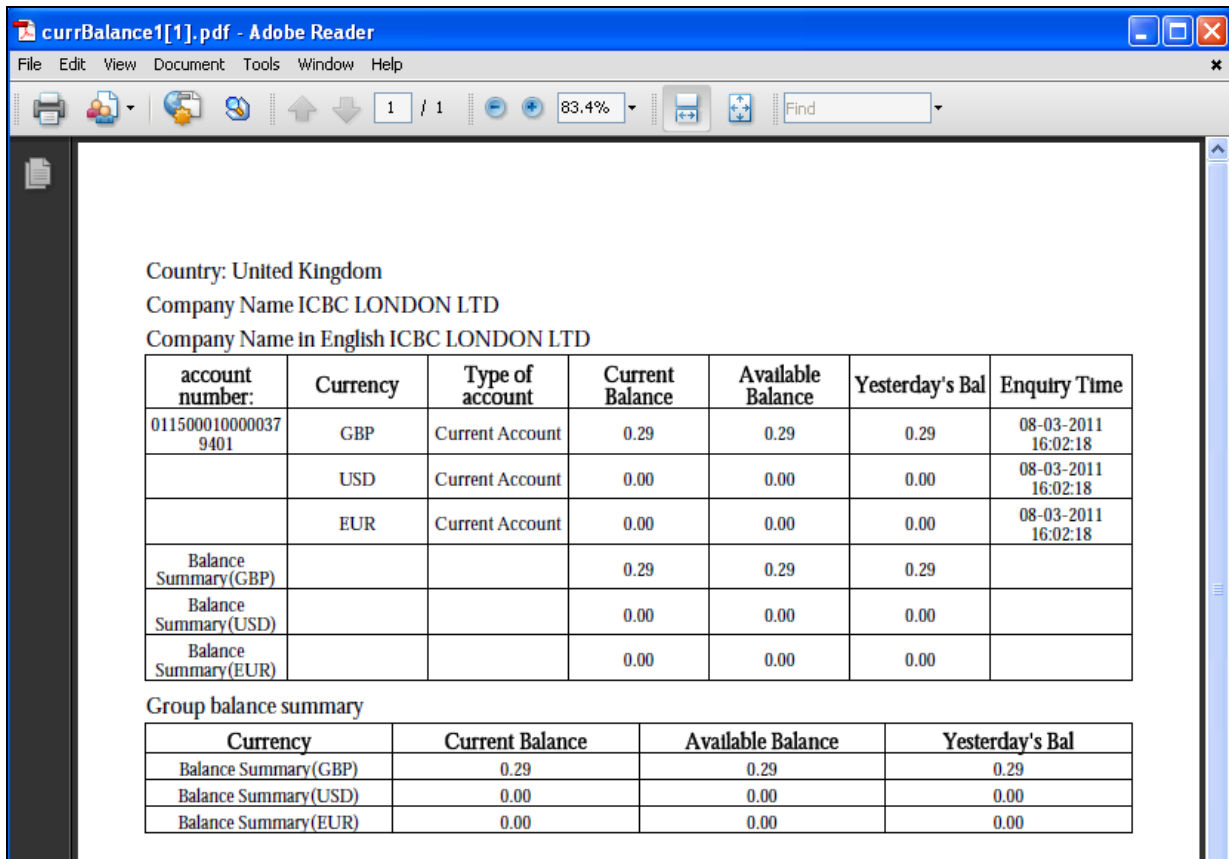 currBalance1[1].pdf - Adobe Reader
File Edit View Document Tools Window Help
1 / 1 83.4% Find
Country: United Kingdom
Company Name ICBC LONDON LTD
Company Name in English ICBC LONDON LTD
account number: Currency Type of account Current Balance Available Balance Yesterday's Bal Enquiry Time
0115000100000379401 GBP Current Account 0.29 0.29 0.29 08-03-2011 16:02:18
USD Current Account 0.00 0.00 0.00 08-03-2011 16:02:18
EUR Current Account 0.00 0.00 0.00 08-03-2011 16:02:18
Balance Summary(GBP) 0.29 0.29 0.29
Balance Summary(USD) 0.00 0.00 0.00
Balance Summary(EUR) 0.00 0.00 0.00
Group balance summary
Currency Current Balance Available Balance Yesterday's Bal
Balance Summary(GBP) 0.29 0.29 0.29
Balance Summary(USD) 0.00 0.00 0.00
Balance Summary(EUR) 0.00 0.00 0.00